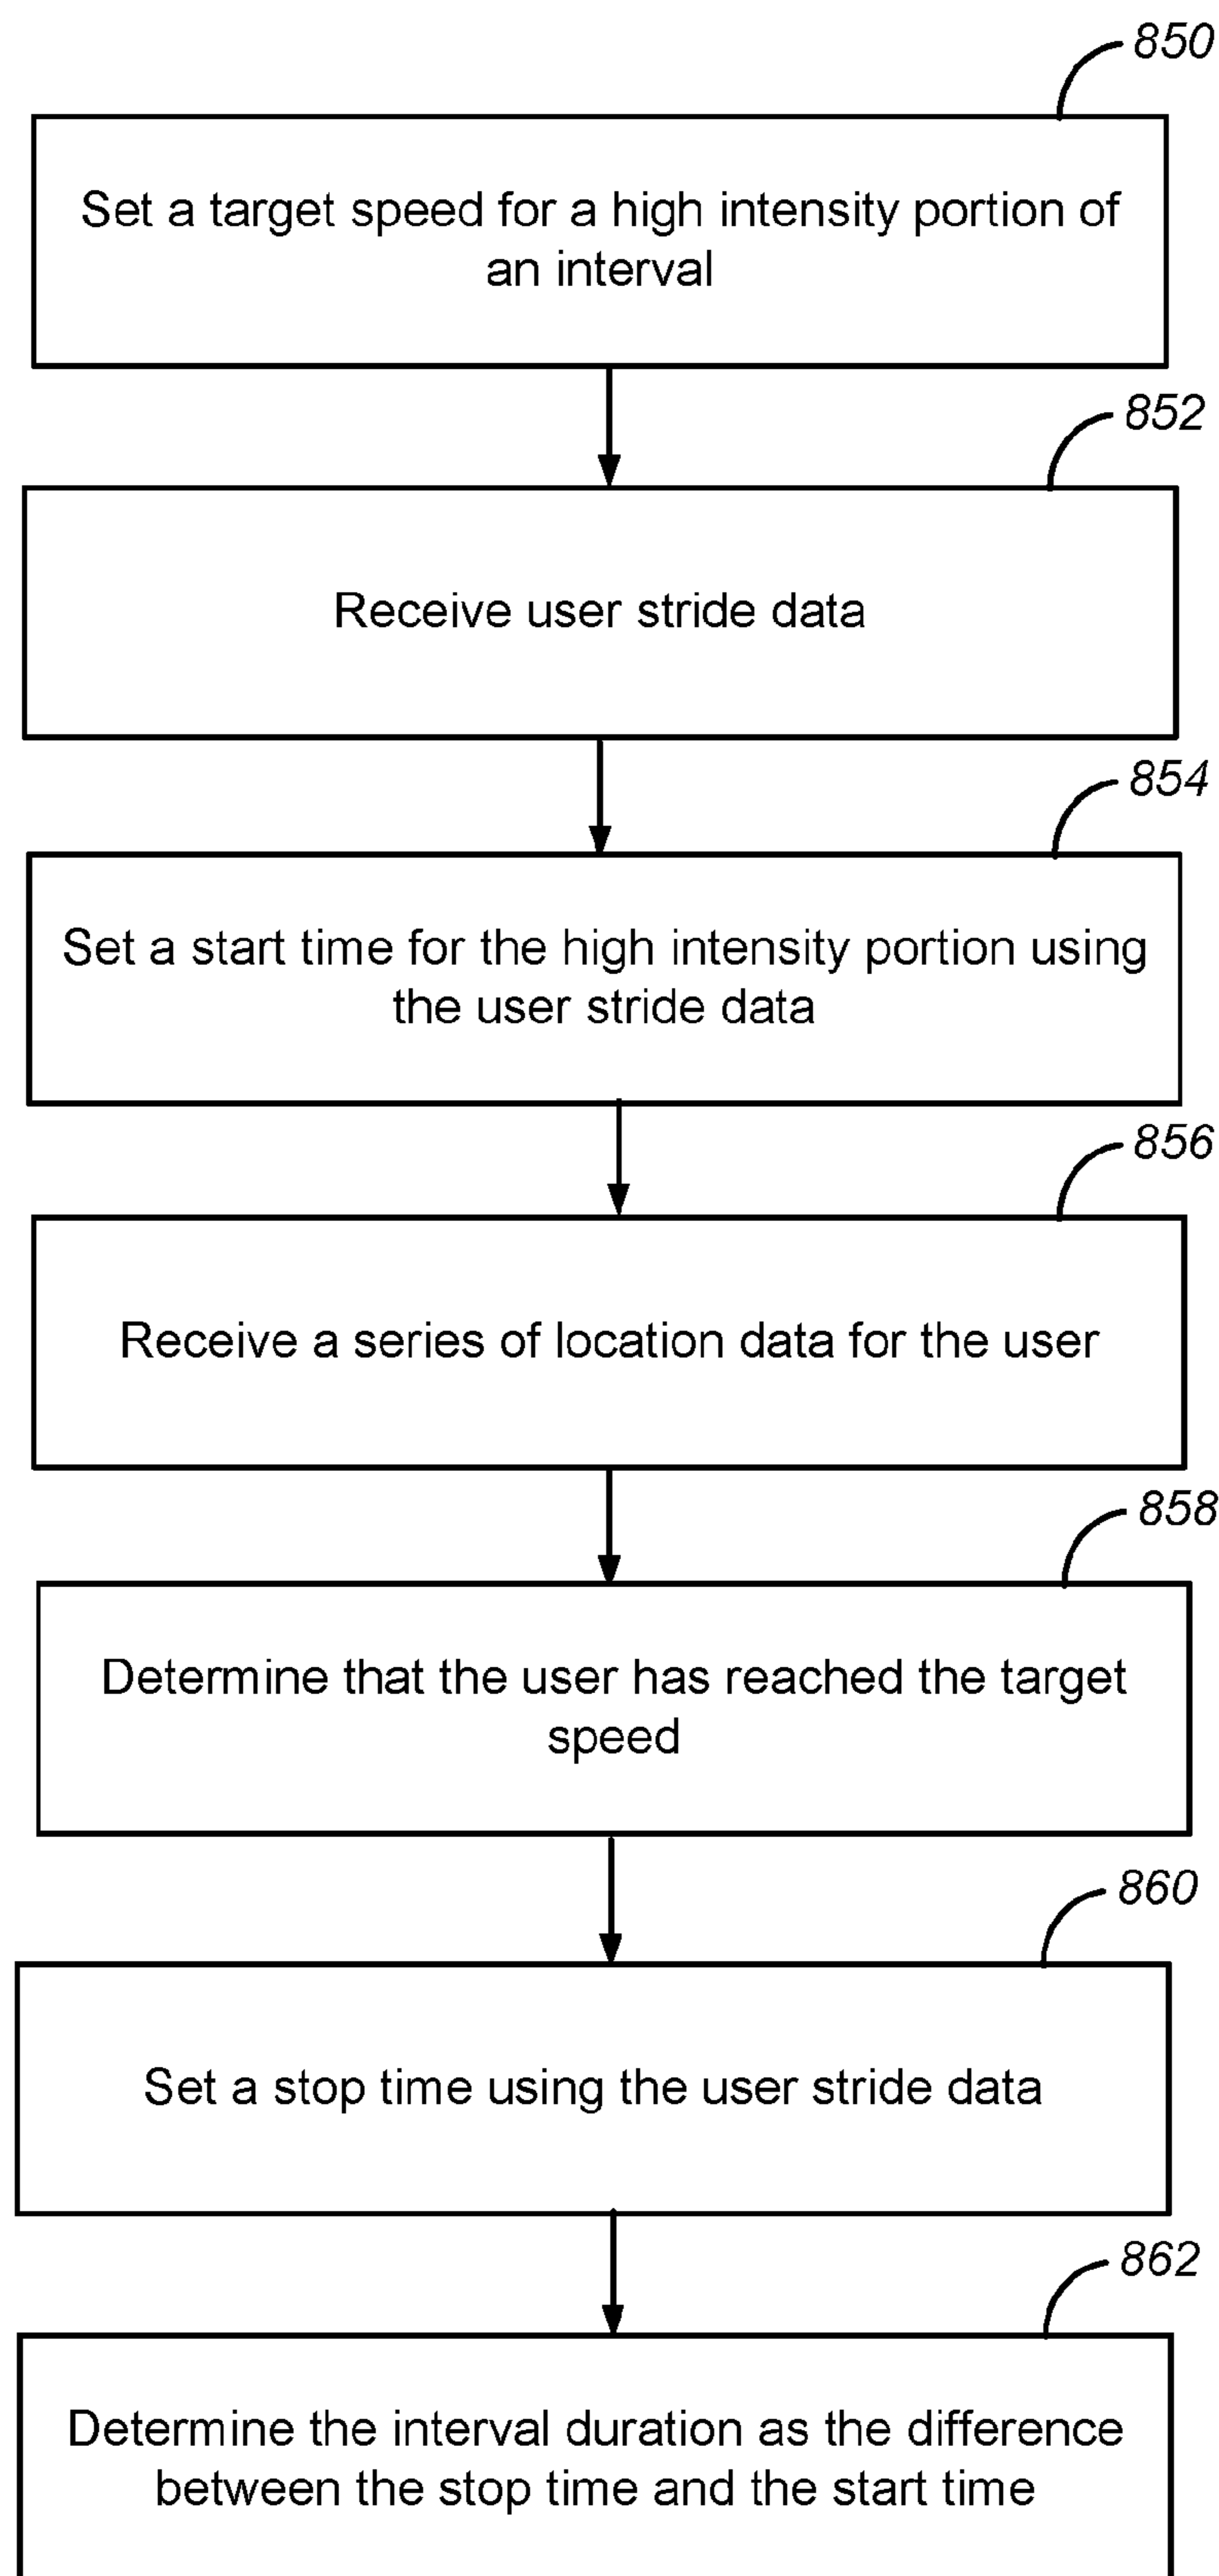 850
Set a target speed for a high intensity portion of
an interval
852
Receive user stride data
854
Set a start time for the high intensity portion using
the user stride data
856
Receive a series of location data for the user
858
Determine that the user has reached the target
speed
860
Set a stop time using the user stride data
862
Determine the interval duration as the difference
between the stop time and the start time